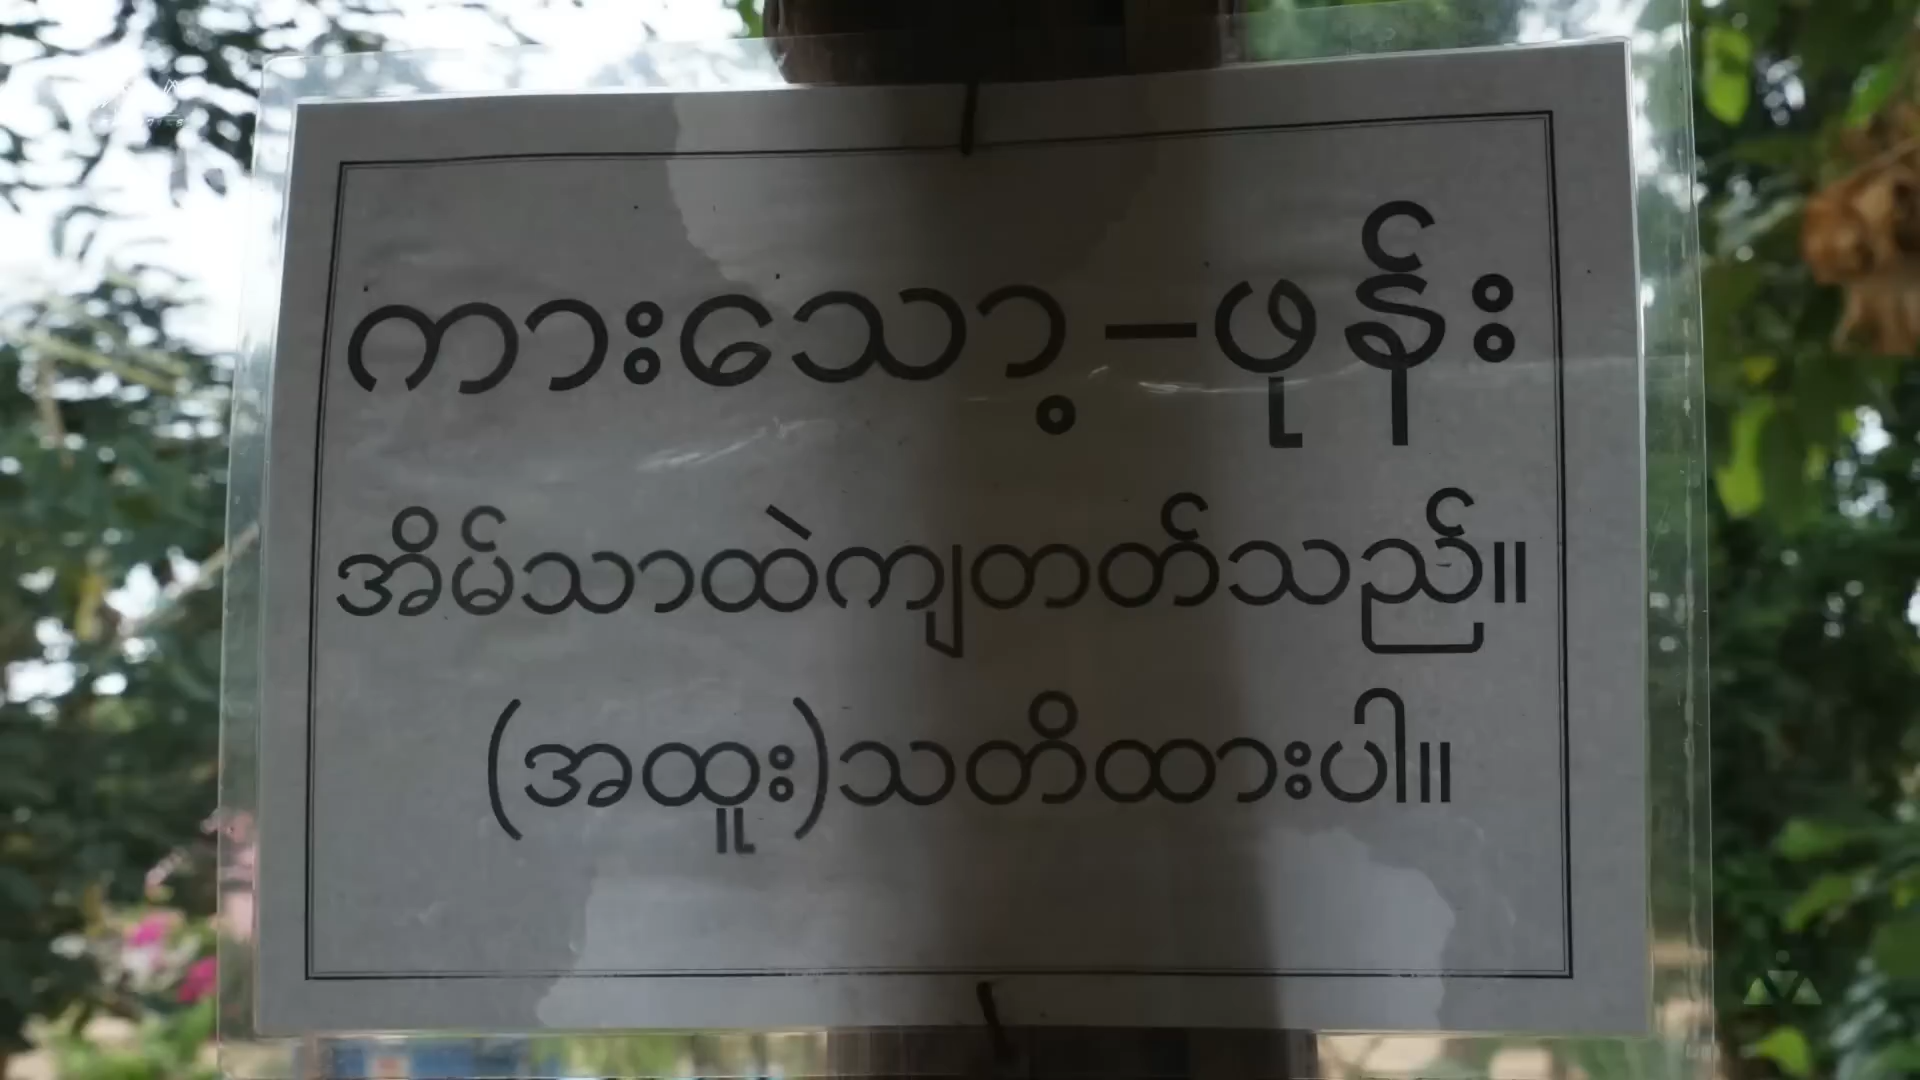 ကားသော့-ဖုန်း
အိမ်သာထဲကျတတ်သည်။
(အထူး)သတိထားပါ။